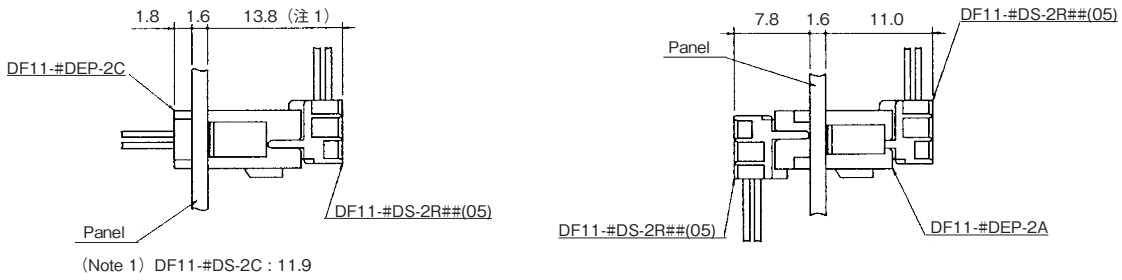 1.8 1.6 13.8（注 1）
DF11-#DEP-2C
DF11-#DS-2R##(05)
Panel
（Note 1）DF11-#DS-2C : 11.9
7.8 1.6 11.0
DF11-#DS-2R##(05)
Panel
DF11-#DS-2R##(05)
DF11-#DEP-2A